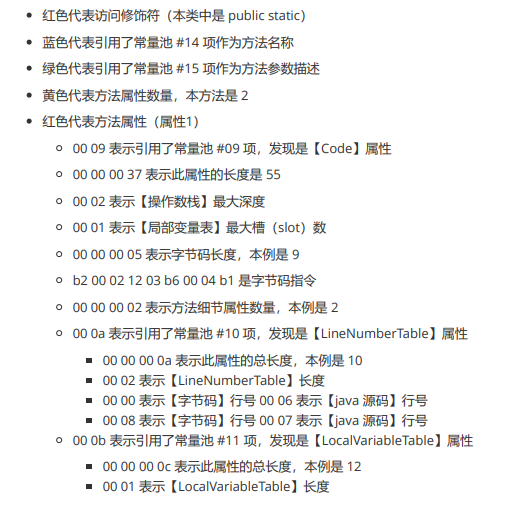 红色代表访问修饰符（本类中是 public static）
蓝色代表引用了常量池 #14 项作为方法名称
绿色代表引用了常量池 #15 项作为方法参数描述
黄色代表方法属性数量，本方法是 2
红色代表方法属性（属性1）
00 09 表示引用了常量池 #09 项，发现是【Code】属性
00 00 00 37 表示此属性的长度是 55
00 02 表示【操作数栈】最大深度
00 01 表示【局部变量表】最大槽（slot）数
00 00 00 05 表示字节码长度，本例是 9
b2 00 02 12 03 b6 00 04 b1 是字节码指令
00 00 00 02 表示方法细节属性数量，本例是 2
00 0a 表示引用了常量池 #10 项，发现是【LineNumberTable】属性
00 00 00 0a 表示此属性的总长度，本例是 10
00 02 表示【LineNumberTable】长度
00 00 表示【字节码】行号 00 06 表示【java 源码】行号
00 08 表示【字节码】行号 00 07 表示【java 源码】行号
00 0b 表示引用了常量池 #11 项，发现是【LocalVariableTable】属性
00 00 00 0c 表示此属性的总长度，本例是 12
00 01 表示【LocalVariableTable】长度